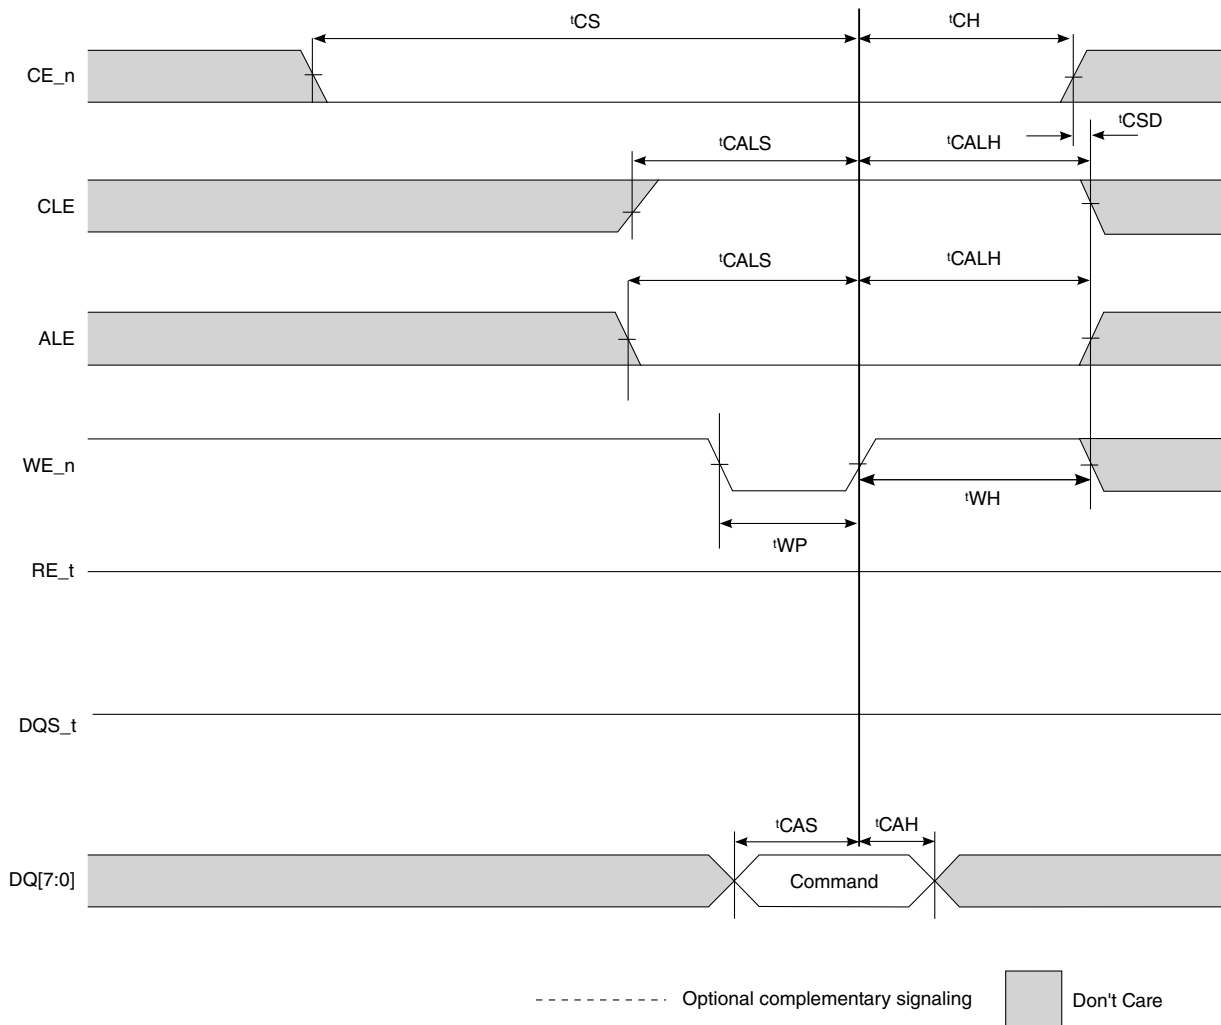 tCS
tCH
CE_n
tCSD
tCALS
tCALH
CLE
tCALS
tCALH
ALE
WE_n
tWH
tWP
RE_t
DQS_t
tCAS
tCAH
DQ[7:0]
Command
Optional complementary signaling
Don't Care